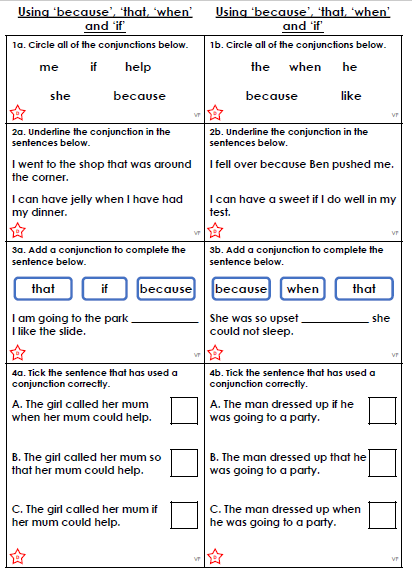 Using ‘because’, ‘that, ‘when’
and ‘if’
1a. Circle all of the conjunctions below.
me if help
she because
VF
2a. Underline the conjunction in the
sentences below.
I went to the shop that was around
the corner.
I can have jelly when I have had
my dinner.
VF
3a. Add a conjunction to complete the
sentence below.
that if because
I am going to the park __________
I like the slide.
VF
4a. Tick the sentence that has used a
conjunction correctly.
A. The girl called her mum
when her mum could help.
B. The girl called her mum so
that her mum could help.
C. The girl called her mum if
her mum could help.
VF
Using ‘because’, ‘that, ‘when’
and ‘if’
1b. Circle all of the conjunctions below.
the when he
because like
VF
2b. Underline the conjunction in the
sentences below.
I fell over because Ben pushed me.
I can have a sweet if I do well in my
test.
VF
3b. Add a conjunction to complete the
sentence below.
because when that
She was so upset __________ she
could not sleep.
VF
4b. Tick the sentence that has used a
conjunction correctly.
A. The man dressed up if he
was going to a party.
B. The man dressed up that he
was going to a party.
C. The man dressed up when
he was going to a party.
VF